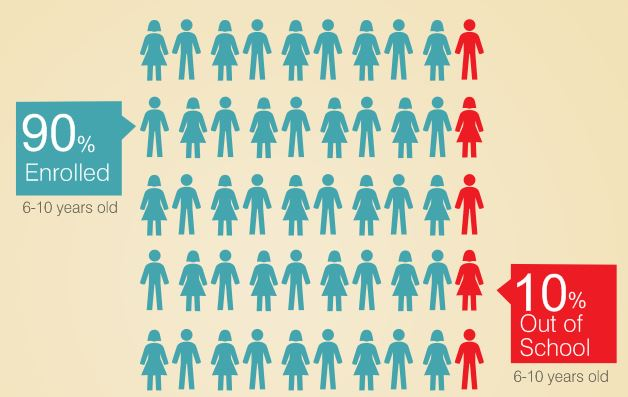 90%
Enrolled
6-10 years old
10%
Out of
School
6-10 years old